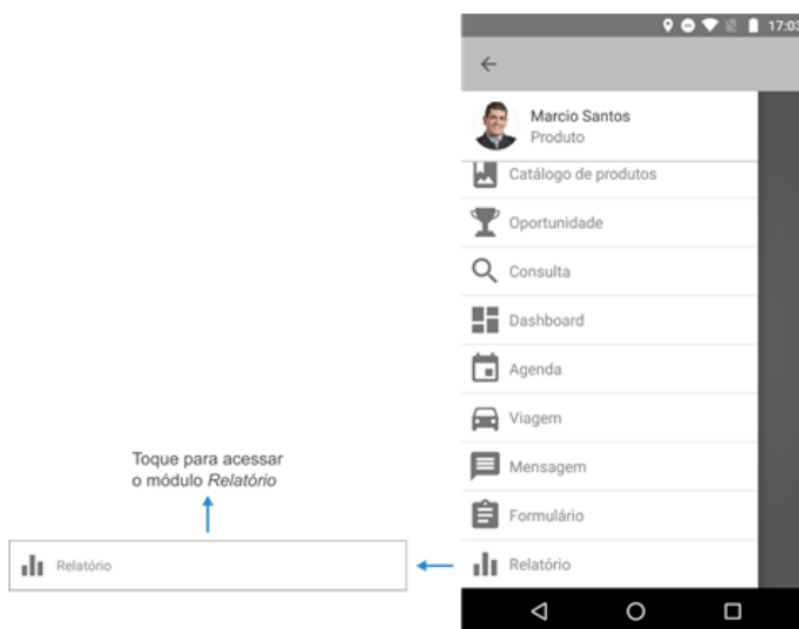 17:03
Marcio Santos
Produto
Catálogo de produtos
Oportunidade
Consulta
Dashboard
Agenda
Viagem
Mensagem
Formulário
Relatório
Toque para acessar
o módulo Relatório
Relatório